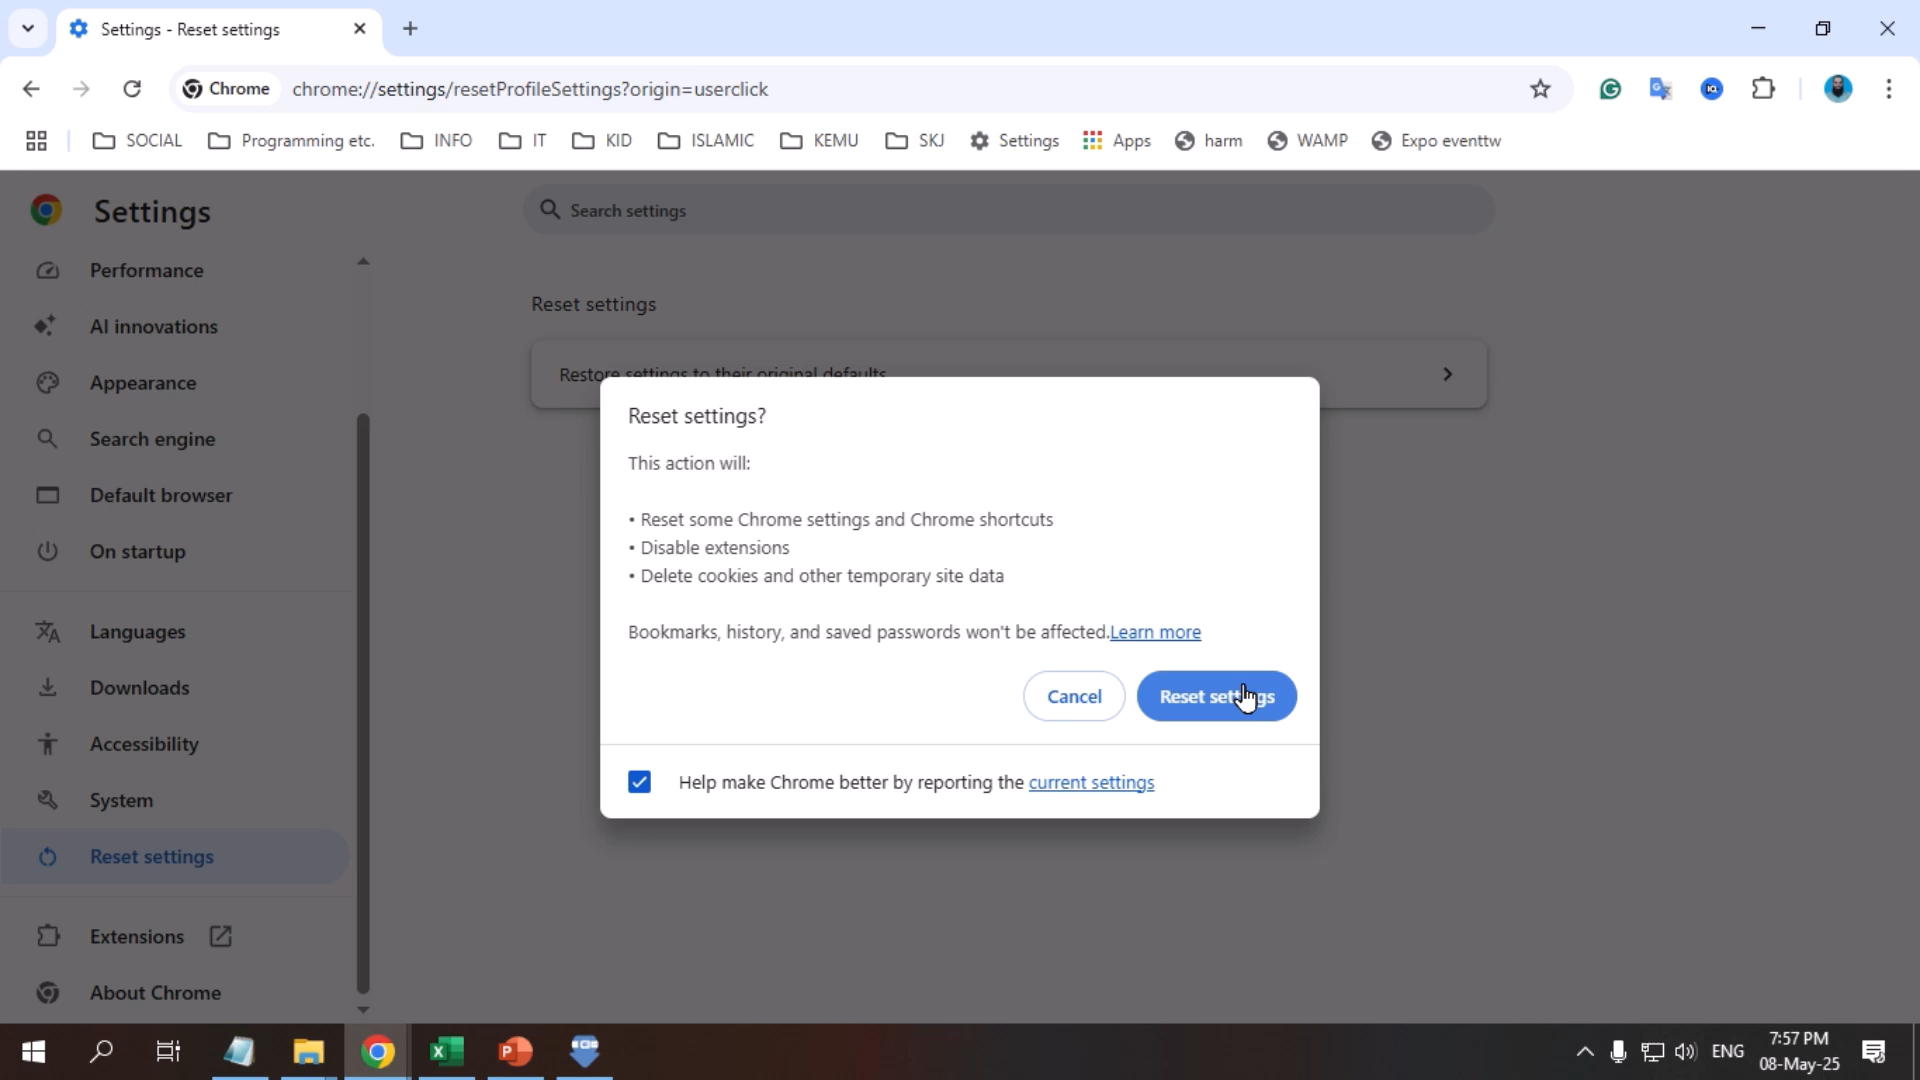 Settings - Reset settings
Chrome chrome://settings/resetProfileSettings?origin=userclick
SOCIAL Programming etc. INFO IT KID ISLAMIC KEMU SKJ Settings Apps harm WAMP Expo eventtw
Settings
Search settings
Performance
AI innovations
Appearance
Search engine
Default browser
On startup
Languages
Downloads
Accessibility
System
Reset settings
Extensions
About Chrome
Reset settings
Restore settings to their original defaults
Reset settings?
This action will:
• Reset some Chrome settings and Chrome shortcuts
• Disable extensions
• Delete cookies and other temporary site data
Bookmarks, history, and saved passwords won't be affected.Learn more
Cancel Reset settings
Help make Chrome better by reporting the current settings
ENG 7:57 PM
08-May-25